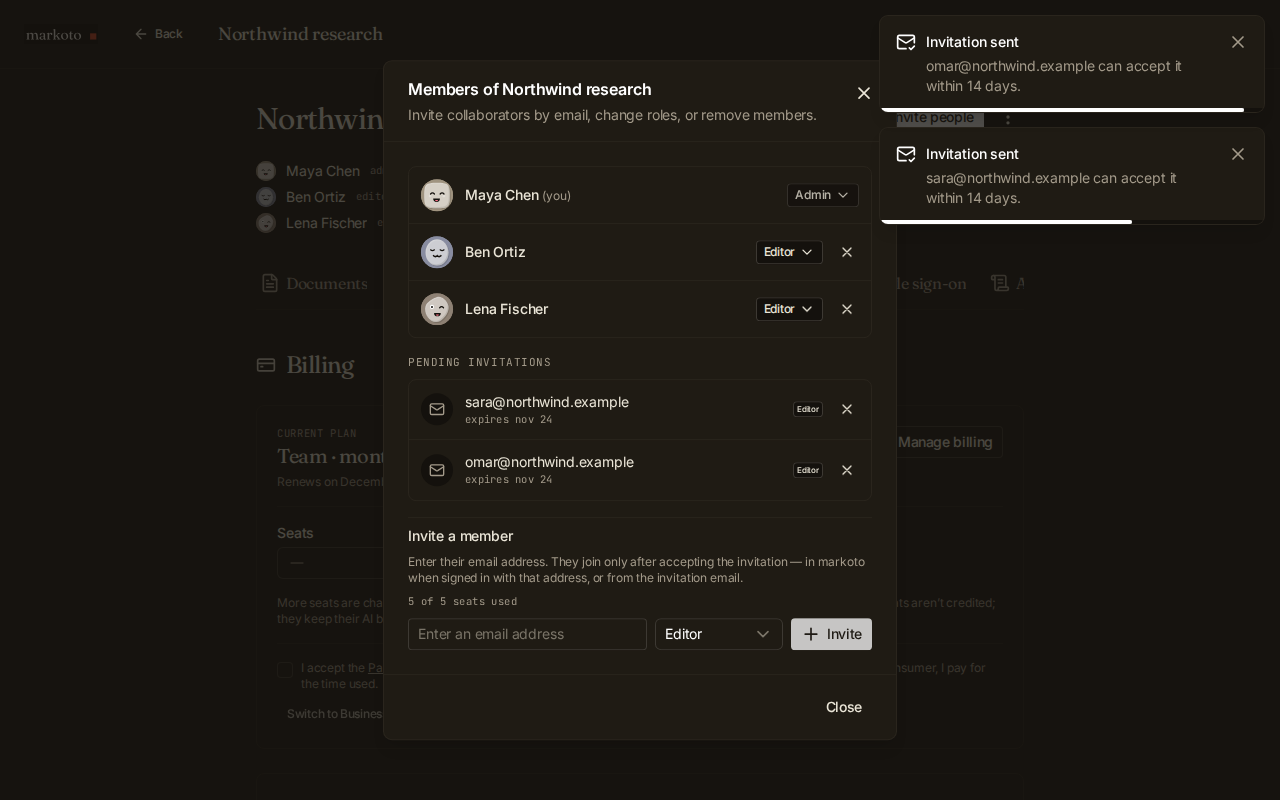 markoto
Back
Northwind research
Invitation sent
omar@northwind.example can accept it
within 14 days.
Invitation sent
sara@northwind.example can accept it
within 14 days.
Members of Northwind research
Invite collaborators by email, change roles, or remove members.
Maya Chen (you)
Admin
Ben Ortiz
Editor
Lena Fischer
Editor
PENDING INVITATIONS
sara@northwind.example
expires nov 24
Editor
omar@northwind.example
expires nov 24
Editor
Invite a member
Enter their email address. They join only after accepting the invitation — in markoto
when signed in with that address, or from the invitation email.
5 of 5 seats used
Enter an email address
Editor
Invite
Close
Maya Chen
Ben Ortiz
Lena Fischer
Documents
Billing
CURRENT PLAN
Manage billing
Seats
—
More seats are
they keep their AI
I accept the
the time used.
Switch to